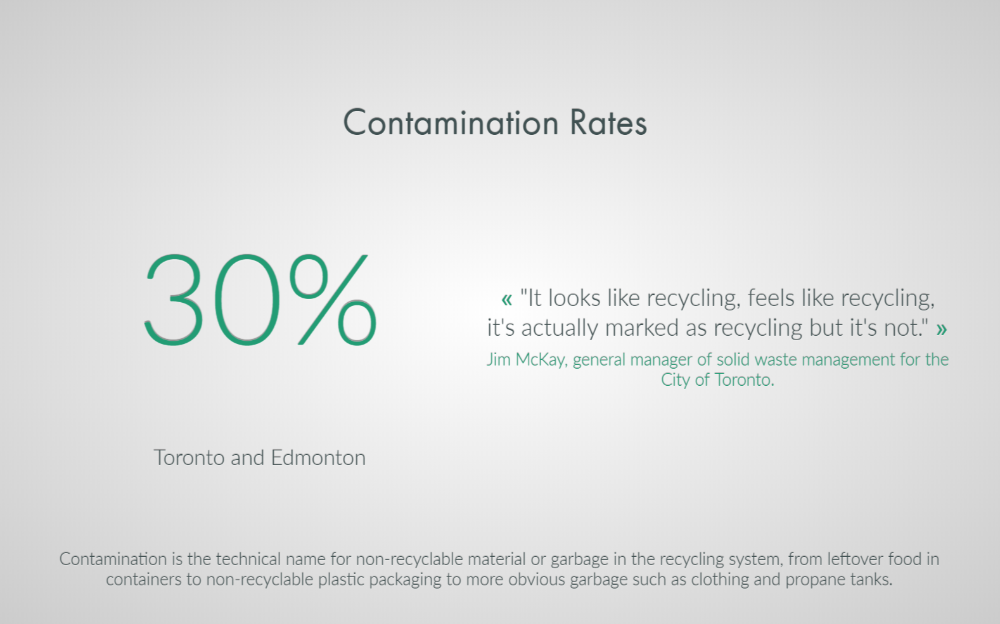 Contamination Rates
30%
Toronto and Edmonton
« "It looks like recycling, feels like recycling,
it's actually marked as recycling but it's not." »
Jim McKay, general manager of solid waste management for the
City of Toronto.
Contamination is the technical name for non-recyclable material or garbage in the recycling system, from leftover food in
containers to non-recyclable plastic packaging to more obvious garbage such as clothing and propane tanks.